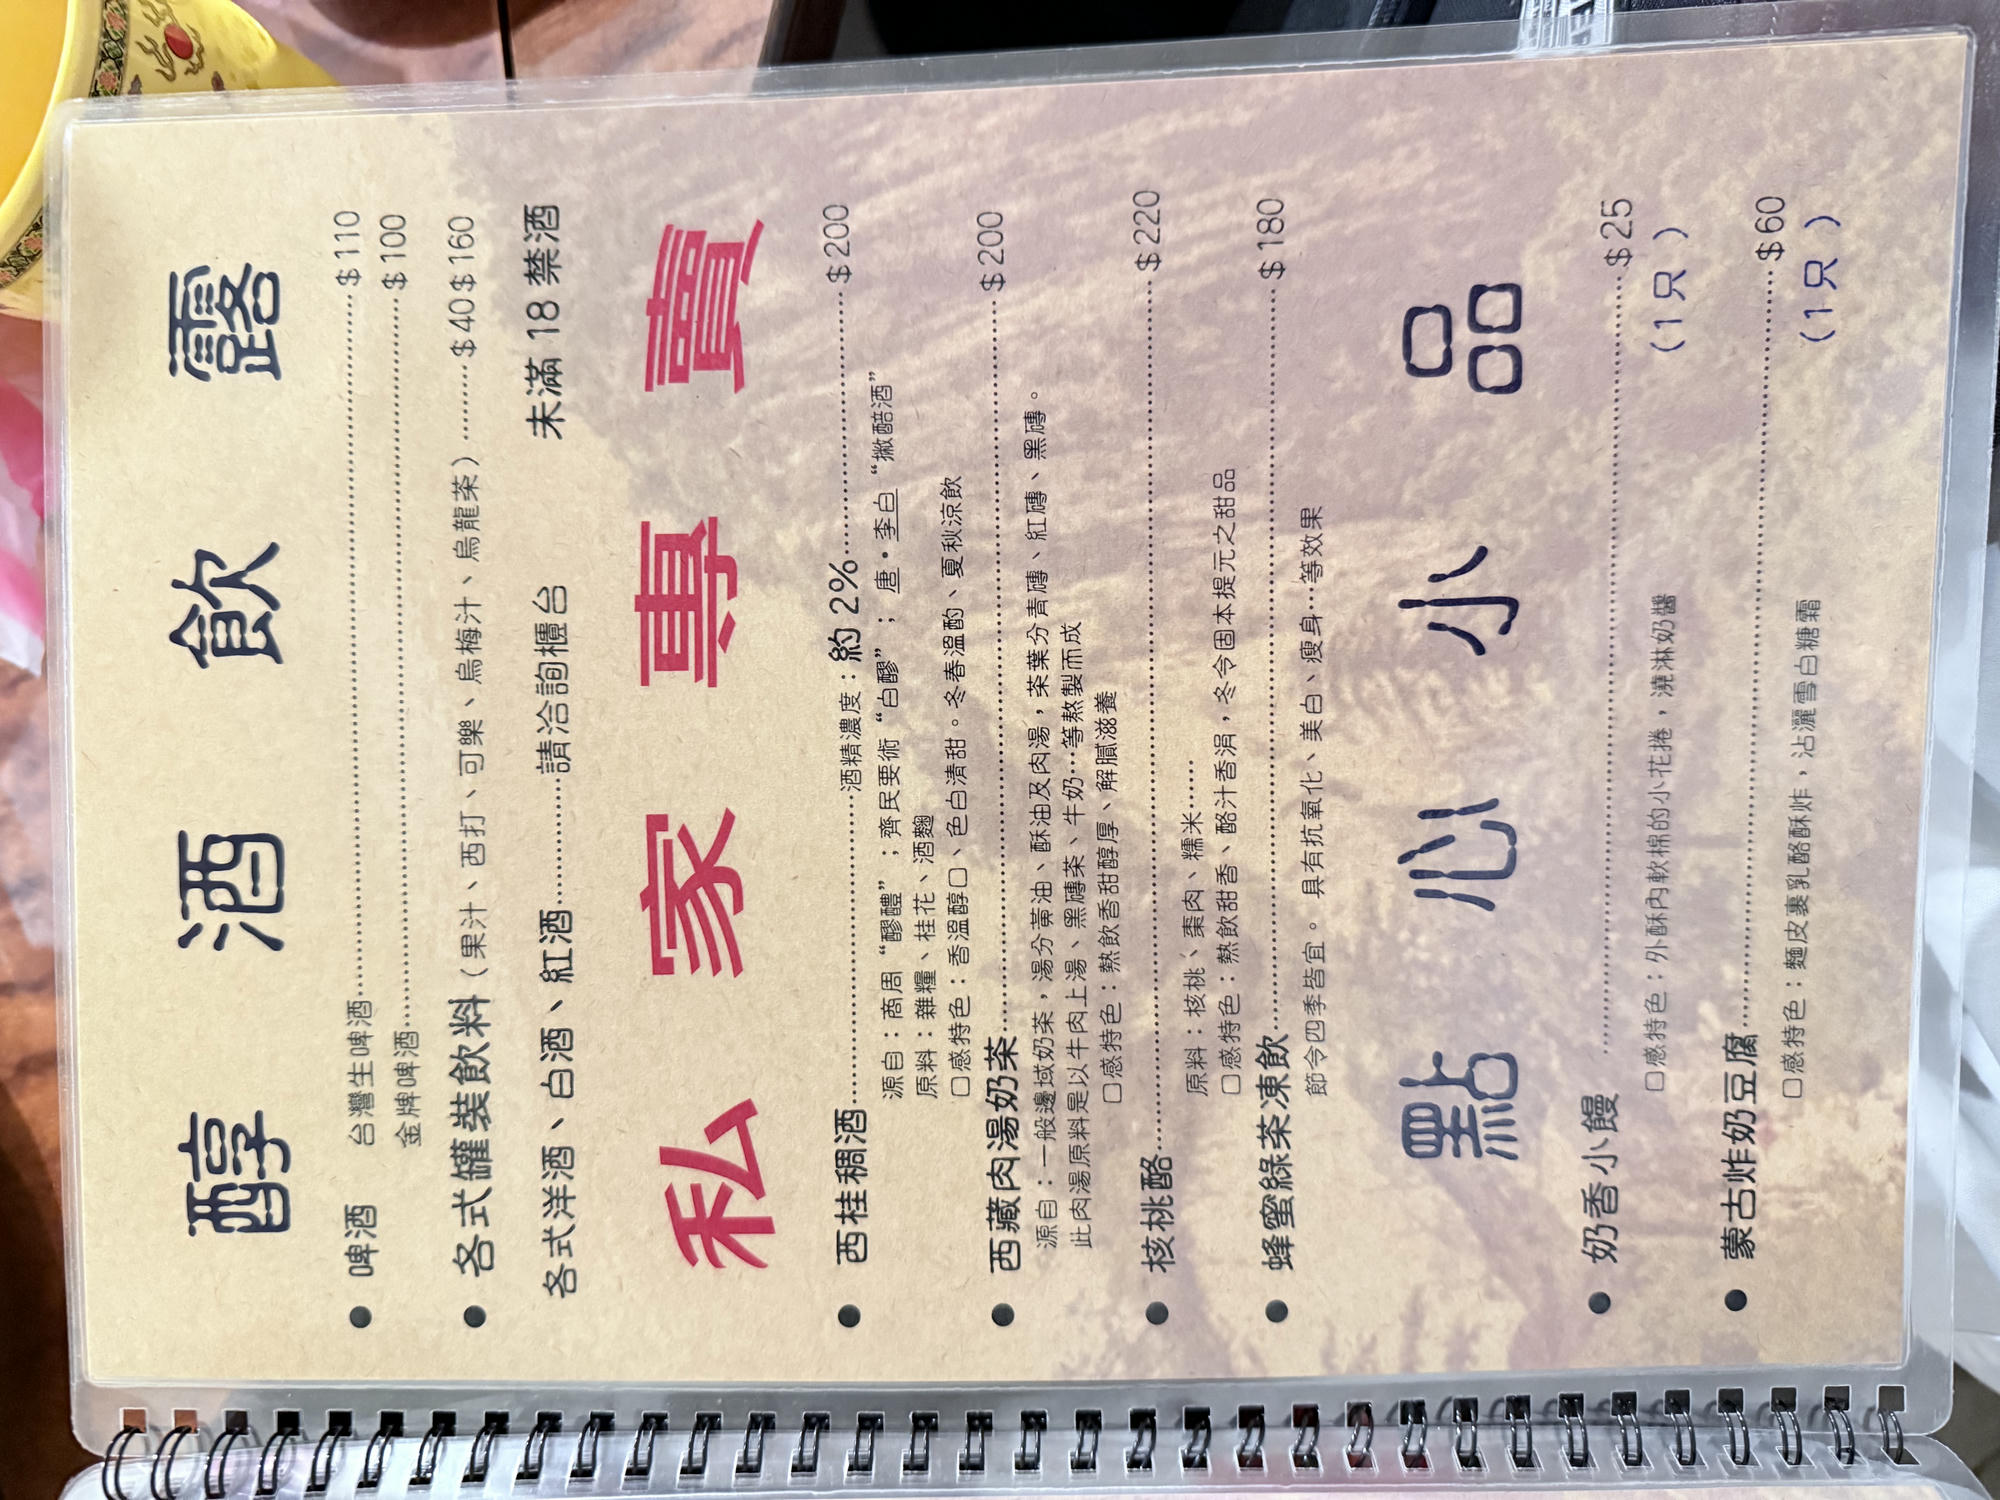 醇酒飲露
● 啤酒 台灣生啤酒……$110
金牌啤酒……$100
● 各式罐裝飲料（果汁、西打、可樂、烏梅汁、烏龍茶）……$40$160
各式洋酒、白酒、紅酒……請洽詢櫃台 未滿18禁酒
私家專賣
● 西桂稠酒……酒精濃度：約2%……$200
源自：商周“醪醴”；齊民要術“白醪”；唐•李白“撇醅酒”
原料：雜糧、桂花、酒麴
口感特色：香溫醇口、色白清甜。冬春溫酌、夏秋涼飲
● 西藏肉湯奶茶……$200
源自：一般邊域奶茶，湯分黃油、酥油及肉湯，茶葉分青磚、紅磚、黑磚。
此肉湯原料是以牛肉上湯、黑磚茶、牛奶…等熬製而成
口感特色：熱飲香甜醇厚、解膩滋養
● 核桃酪……$220
原料：核桃、棗肉、糯米……
口感特色：熱飲甜香、酪汁香涓，冬令固本提元之甜品
● 蜂蜜綠茶凍飲……$180
節令四季皆宜。具有抗氧化、美白、瘦身…等效果
點心小品
● 奶香小饅……$25
（1只）
口感特色：外酥內軟棉的小花捲，澆淋奶醬
● 蒙古炸奶豆腐……$60
（1只）
口感特色：麵皮裹乳酪酥炸，沾灑雪白糖霜